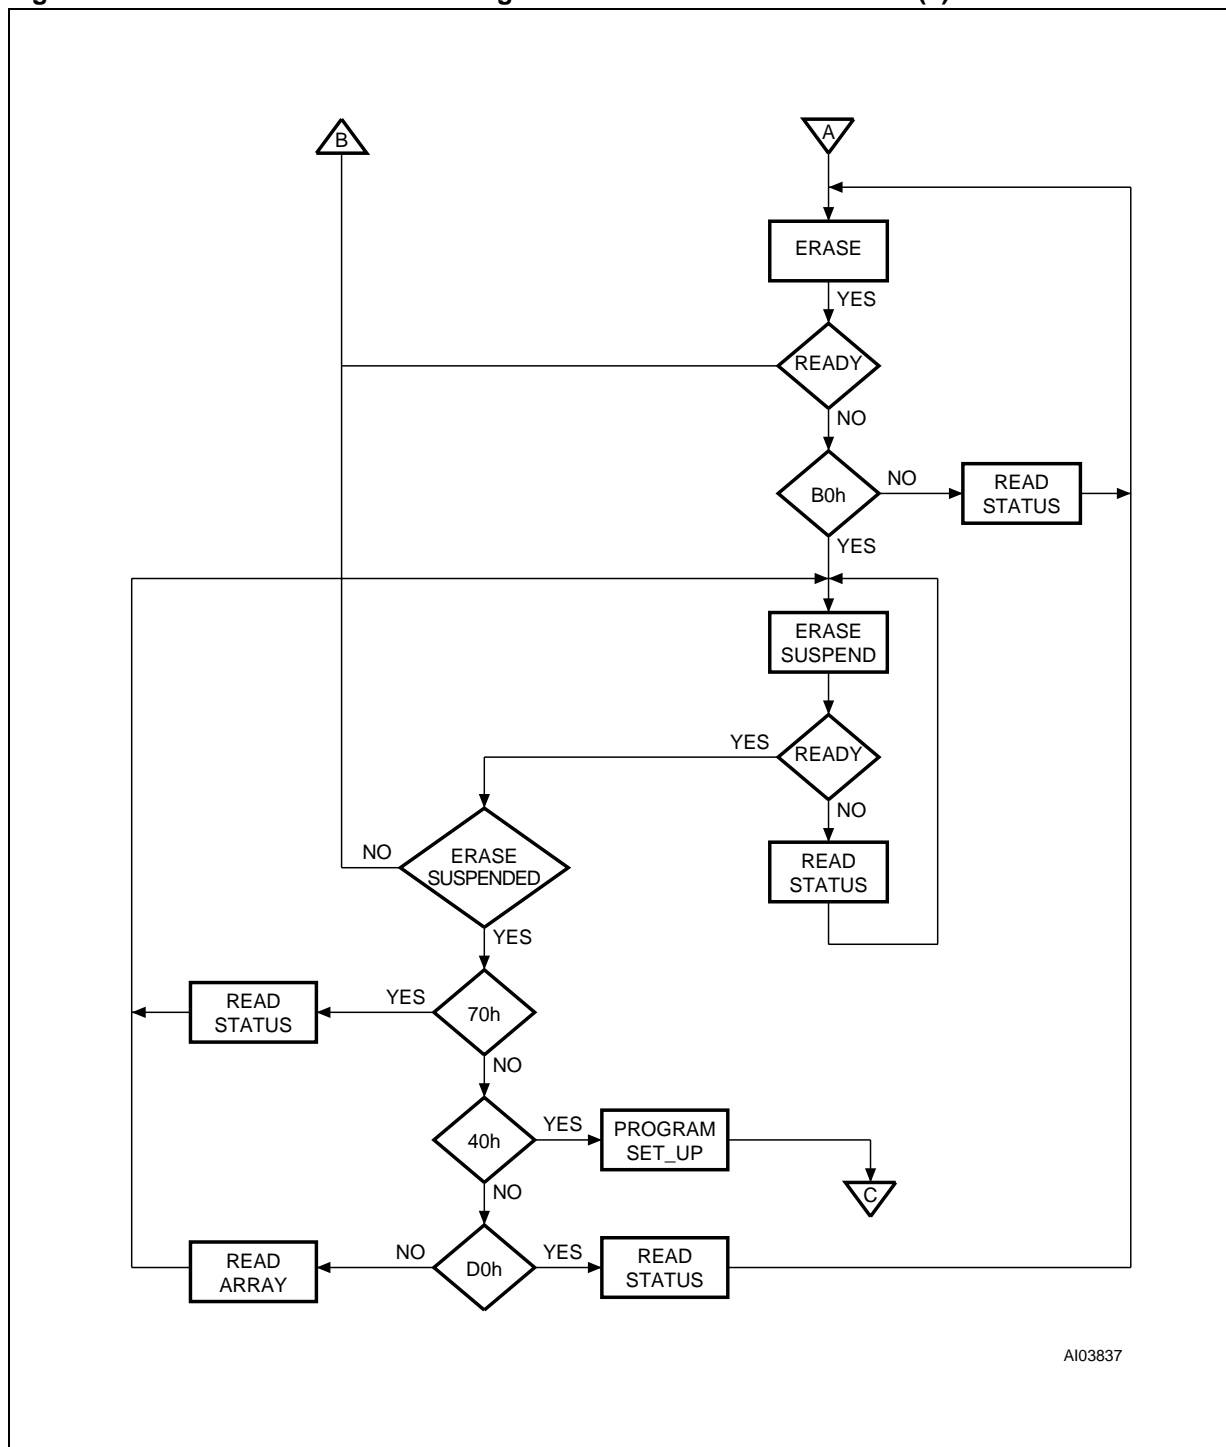 B
A
ERASE
YES
READY
NO
B0h
NO
READ
STATUS
YES
ERASE
SUSPEND
YES
READY
NO
NO
ERASE
SUSPENDED
READ
STATUS
YES
READ
STATUS
YES
70h
NO
40h
YES
PROGRAM
SET_UP
C
NO
READ
ARRAY
NO
D0h
YES
READ
STATUS
AI03837